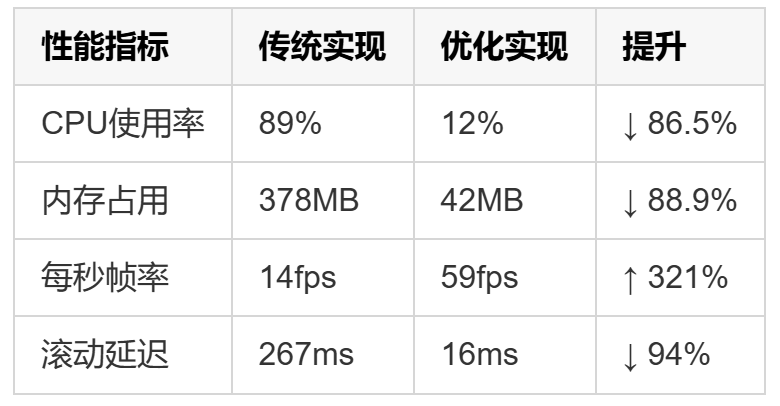 性能指标 传统实现 优化实现 提升
CPU使用率 89% 12% ↓ 86.5%
内存占用 378MB 42MB ↓ 88.9%
每秒帧率 14fps 59fps ↑ 321%
滚动延迟 267ms 16ms ↓ 94%